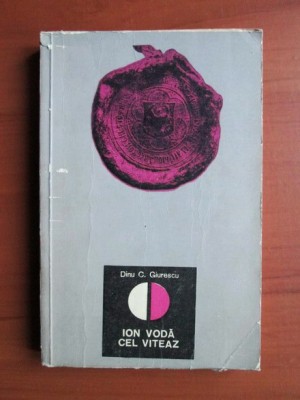 Dinu C. Giurescu
ION VODĂ
CEL VITEAZ